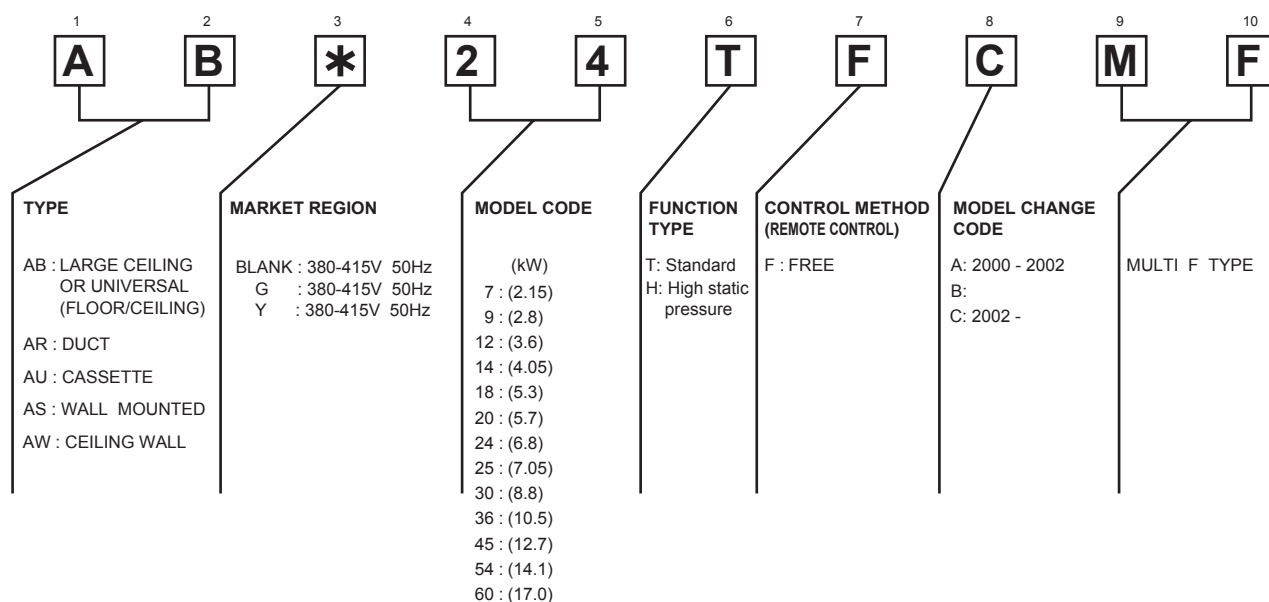 1 2 3 4 5 6 7 8 9 10
A B * 2 4 T F C M F
TYPE
AB : LARGE CEILING
OR UNIVERSAL
(FLOOR/CEILING)
AR : DUCT
AU : CASSETTE
AS : WALL MOUNTED
AW : CEILING WALL
MARKET REGION
BLANK : 380-415V 50Hz
G : 380-415V 50Hz
Y : 380-415V 50Hz
MODEL CODE
(kW)
7 : (2.15)
9 : (2.8)
12 : (3.6)
14 : (4.05)
18 : (5.3)
20 : (5.7)
24 : (6.8)
25 : (7.05)
30 : (8.8)
36 : (10.5)
45 : (12.7)
54 : (14.1)
60 : (17.0)
FUNCTION
TYPE
T: Standard
H: High static
pressure
CONTROL METHOD
(REMOTE CONTROL)
F : FREE
MODEL CHANGE
CODE
A: 2000 - 2002
B:
C: 2002 -
MULTI F TYPE